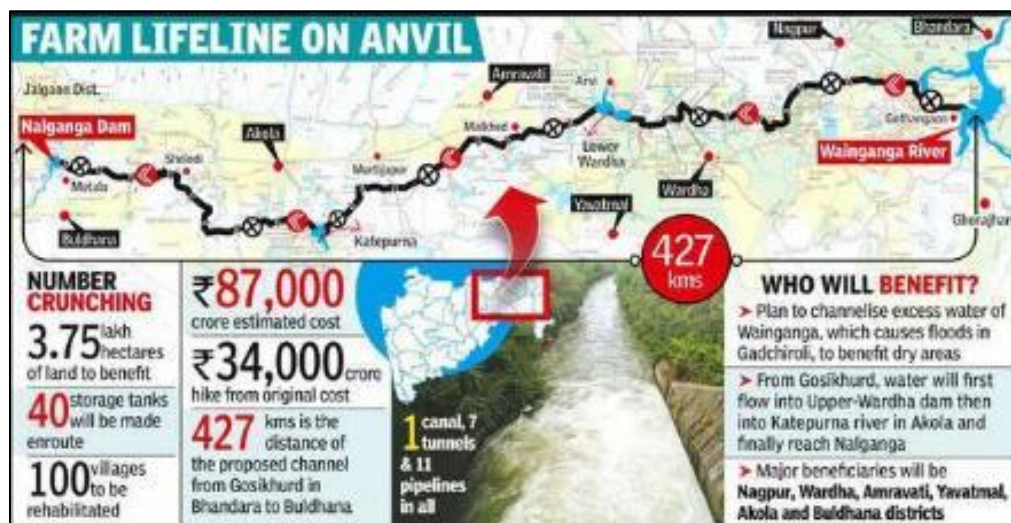 FARM LIFELINE ON ANVIL
Nagpur
Bhandara
Jalgaon Dist.
Amravati
Arvi
Nalganga Dam
Akola
Malkhed
Lower
Wardha
Wainganga River
Shelodi
Murtijapur
Motala
Wardha
Yavatmal
Buldhana
Katepurna
427
kms
NUMBER
CRUNCHING
3.75 lakh
hectares
of land to benefit
40 storage tanks
will be made
enroute
100 villages
to be
rehabilitated
₹87,000
crore estimated cost
₹34,000 crore
hike from original cost
427 kms is the
distance of
the proposed channel
from Gosikhurd in
Bhandara to Buldhana
1 canal, 7
tunnels
& 11
pipelines
in all
WHO WILL BENEFIT?
➤ Plan to channelise excess water of
Wainganga, which causes floods in
Gadchiroli, to benefit dry areas
➤ From Gosikhurd, water will first
flow into Upper-Wardha dam then
into Katepurna river in Akola and
finally reach Nalganga
➤ Major beneficiaries will be
Nagpur, Wardha, Amravati, Yavatmal,
Akola and Buldhana districts